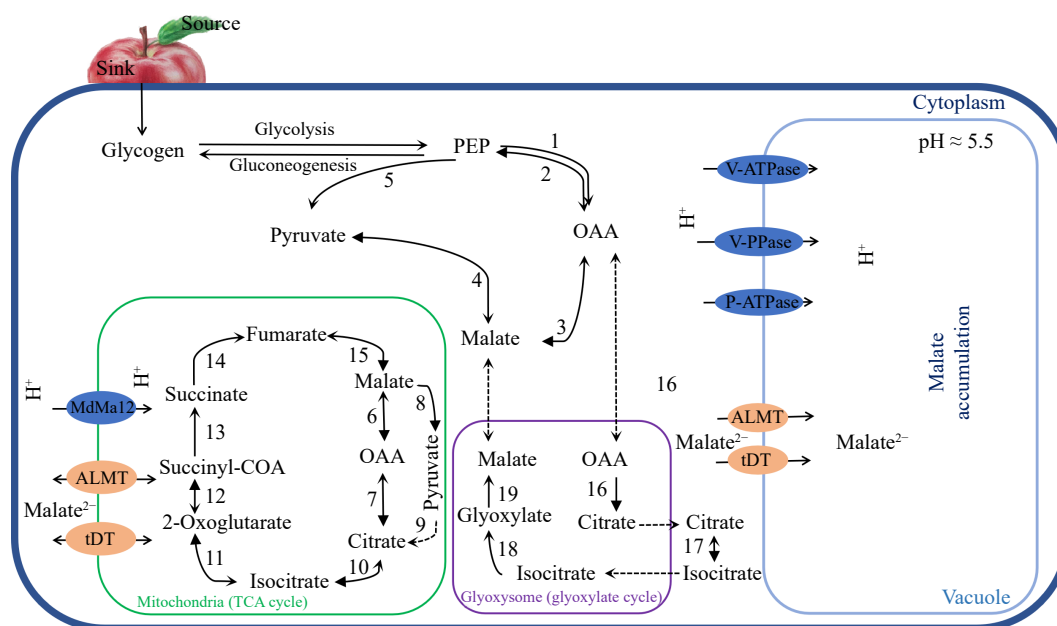 Source
Sink
Cytoplasm
Glycogen
Glycolysis
Gluconeogenesis
PEP
1
2
5
pH ≈ 5.5
V-ATPase
H⁺
V-PPase
H⁺
P-ATPase
Pyruvate
OAA
4
3
Malate
Malate
accumulation
Fumarate
14
15
H⁺
H⁺
MdMa12
Succinate
Malate
6
8
13
OAA
Pyruvate
ALMT
Succinyl-COA
12
7
Malate²⁻
2-Oxoglutarate
9
tDT
Citrate
11
10
Isocitrate
Mitochondria (TCA cycle)
16
Malate
OAA
19
16
Glyoxylate
Citrate
Citrate
18
17
Isocitrate
Isocitrate
Glyoxysome (glyoxylate cycle)
ALMT
Malate²⁻
Malate²⁻
tDT
Vacuole